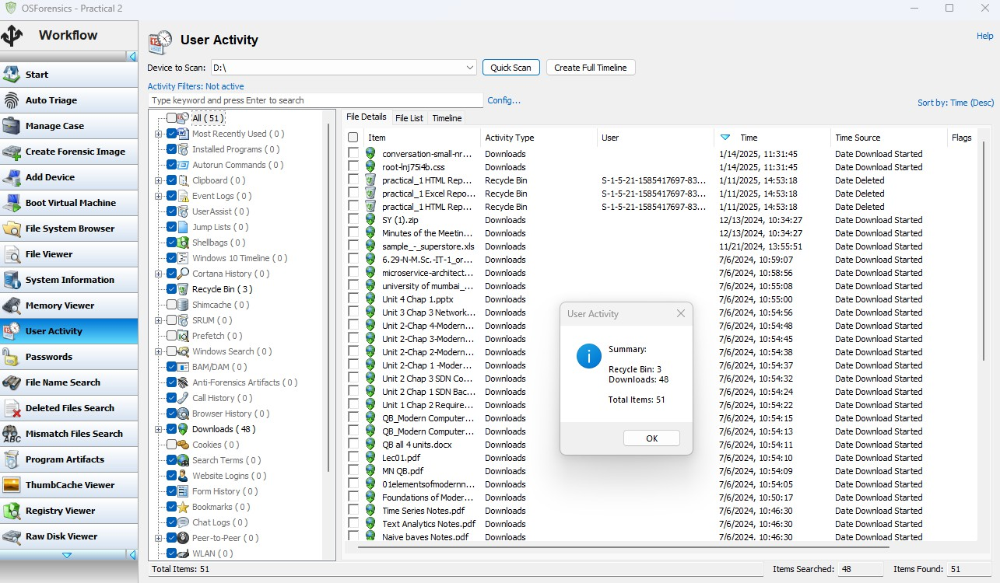 OSForensics - Practical 2
Workflow
Start
Auto Triage
Manage Case
Create Forensic Image
Add Device
Boot Virtual Machine
File System Browser
File Viewer
System Information
Memory Viewer
User Activity
Passwords
File Name Search
Deleted Files Search
Mismatch Files Search
Program Artifacts
ThumbCache Viewer
Registry Viewer
Raw Disk Viewer
User Activity
Help
Device to Scan: D:\ Quick Scan Create Full Timeline
Activity Filters: Not active
Type keyword and press Enter to search Config...
Sort by: Time (Desc)
All ( 51 )
Most Recently Used ( 0 )
Installed Programs ( 0 )
Autorun Commands ( 0 )
Clipboard ( 0 )
Event Logs ( 0 )
UserAssist ( 0 )
Jump Lists ( 0 )
Shellbags ( 0 )
Windows 10 Timeline ( 0 )
Cortana History ( 0 )
Recycle Bin ( 3 )
Shimcache ( 0 )
SRUM ( 0 )
Prefetch ( 0 )
Windows Search ( 0 )
BAM/DAM ( 0 )
Anti-Forensics Artifacts ( 0 )
Call History ( 0 )
Browser History ( 0 )
Downloads ( 48 )
Cookies ( 0 )
Search Terms ( 0 )
Website Logins ( 0 )
Form History ( 0 )
Bookmarks ( 0 )
Chat Logs ( 0 )
Peer-to-Peer ( 0 )
WLAN ( 0 )
File Details File List Timeline
Item Activity Type User Time Time Source Flags
conversation-small-nr... Downloads 1/14/2025, 11:31:45 Date Download Started
root-lnj75i4b.css Downloads 1/14/2025, 11:31:45 Date Download Started
practical_1 HTML Rep... Recycle Bin S-1-5-21-1585417697-83... 1/11/2025, 14:53:18 Date Deleted
practical_1 Excel Repo... Recycle Bin S-1-5-21-1585417697-83... 1/11/2025, 14:53:18 Date Deleted
practical_1 HTML Rep... Recycle Bin S-1-5-21-1585417697-83... 1/11/2025, 14:53:18 Date Deleted
SY (1).zip Downloads 12/13/2024, 10:34:27 Date Download Started
Minutes of the Meetin... Downloads 12/13/2024, 10:34:27 Date Download Started
sample_-_superstore.xls Downloads 11/21/2024, 13:55:51 Date Download Started
6.29-N-M.Sc.-IT-1_or... Downloads 7/6/2024, 10:59:07 Date Download Started
microservice-architect... Downloads 7/6/2024, 10:58:56 Date Download Started
university of mumbai_... Downloads 7/6/2024, 10:55:08 Date Download Started
Unit 4 Chap 1.pptx Downloads 7/6/2024, 10:55:00 Date Download Started
Unit 3 Chap 3 Network... Downloads 7/6/2024, 10:54:56 Date Download Started
Unit 2-Chap 4-Modern... Downloads 7/6/2024, 10:54:48 Date Download Started
Unit 2-Chap 3-Modern... Downloads 7/6/2024, 10:54:45 Date Download Started
Unit 2-Chap 2-Modern... Downloads 7/6/2024, 10:54:38 Date Download Started
Unit 2-Chap 1 -Moder... Downloads 7/6/2024, 10:54:37 Date Download Started
Unit 2 Chap 3 SDN Co... Downloads 7/6/2024, 10:54:32 Date Download Started
Unit 2 Chap 1 SDN Bac... Downloads 7/6/2024, 10:54:24 Date Download Started
Unit 1 Chap 2 Require... Downloads 7/6/2024, 10:54:22 Date Download Started
QB_Modern Computer... Downloads 7/6/2024, 10:54:15 Date Download Started
QB_Modern Computer... Downloads 7/6/2024, 10:54:13 Date Download Started
QB all 4 units.docx Downloads 7/6/2024, 10:54:11 Date Download Started
Lec01.pdf Downloads 7/6/2024, 10:54:10 Date Download Started
MN QB.pdf Downloads 7/6/2024, 10:54:09 Date Download Started
01elementsofmodernn... Downloads 7/6/2024, 10:54:05 Date Download Started
Foundations of Moder... Downloads 7/6/2024, 10:50:17 Date Download Started
Time Series Notes.pdf Downloads 7/6/2024, 10:46:30 Date Download Started
Text Analytics Notes.pdf Downloads 7/6/2024, 10:46:30 Date Download Started
Naive baves Notes.pdf Downloads 7/6/2024, 10:46:30 Date Download Started
User Activity
Summary:
Recycle Bin: 3
Downloads: 48
Total Items: 51
OK
Total Items: 51 Items Searched: 48 Items Found: 51